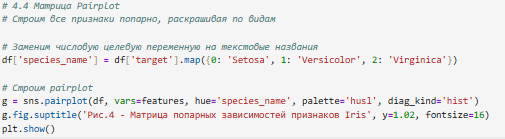 # 4.4 Матрица Pairplot
# Строим все признаки попарно, раскрашивая по видам
# Заменим числовую целевую переменную на текстовые названия
df['species_name'] = df['target'].map({0: 'Setosa', 1: 'Versicolor', 2: 'Virginica'})
# Строим pairplot
g = sns.pairplot(df, vars=features, hue='species_name', palette='husl', diag_kind='hist')
g.fig.suptitle('Рис.4 - Матрица попарных зависимостей признаков Iris', y=1.02, fontsize=16)
plt.show()